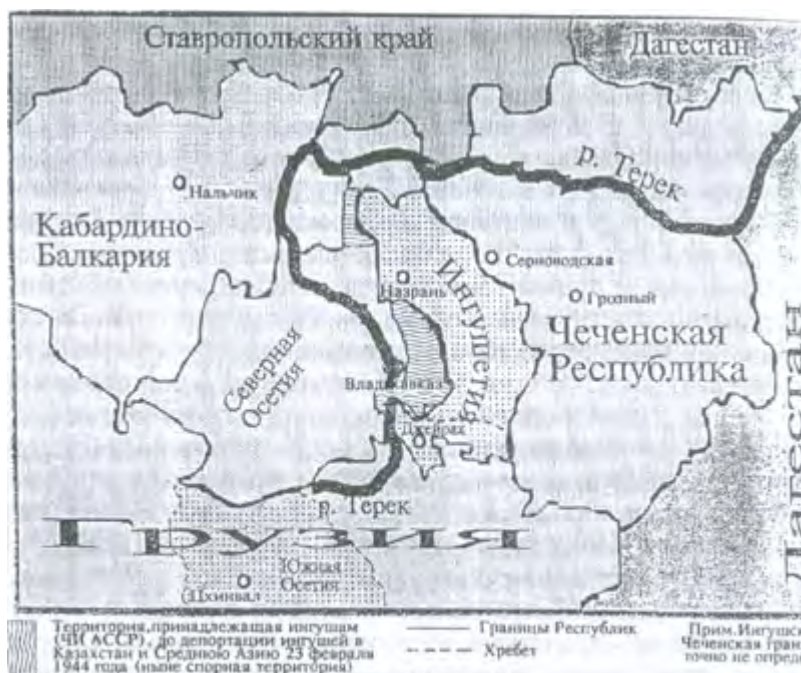 Ставропольский край
Дагестан
р. Терек
Нальчик
Кабардино-
Балкария
Серноводская
Назрань
Ингушетия
Грозный
Чеченская
Республика
Северная
Осетия
Владикавказ
Джейрах
р. Терек
Дагестан
Южная
Осетия
Цхинвал
Территория, принадлежащая ингушам
(ЧИ АССР), до депортации ингушей в
Казахстан и Среднюю Азию 23 февраля
1944 года (ныне спорная территория)
Границы Республик
Хребет
Прим. Ингушск
Чеченская гран
точно не опреде